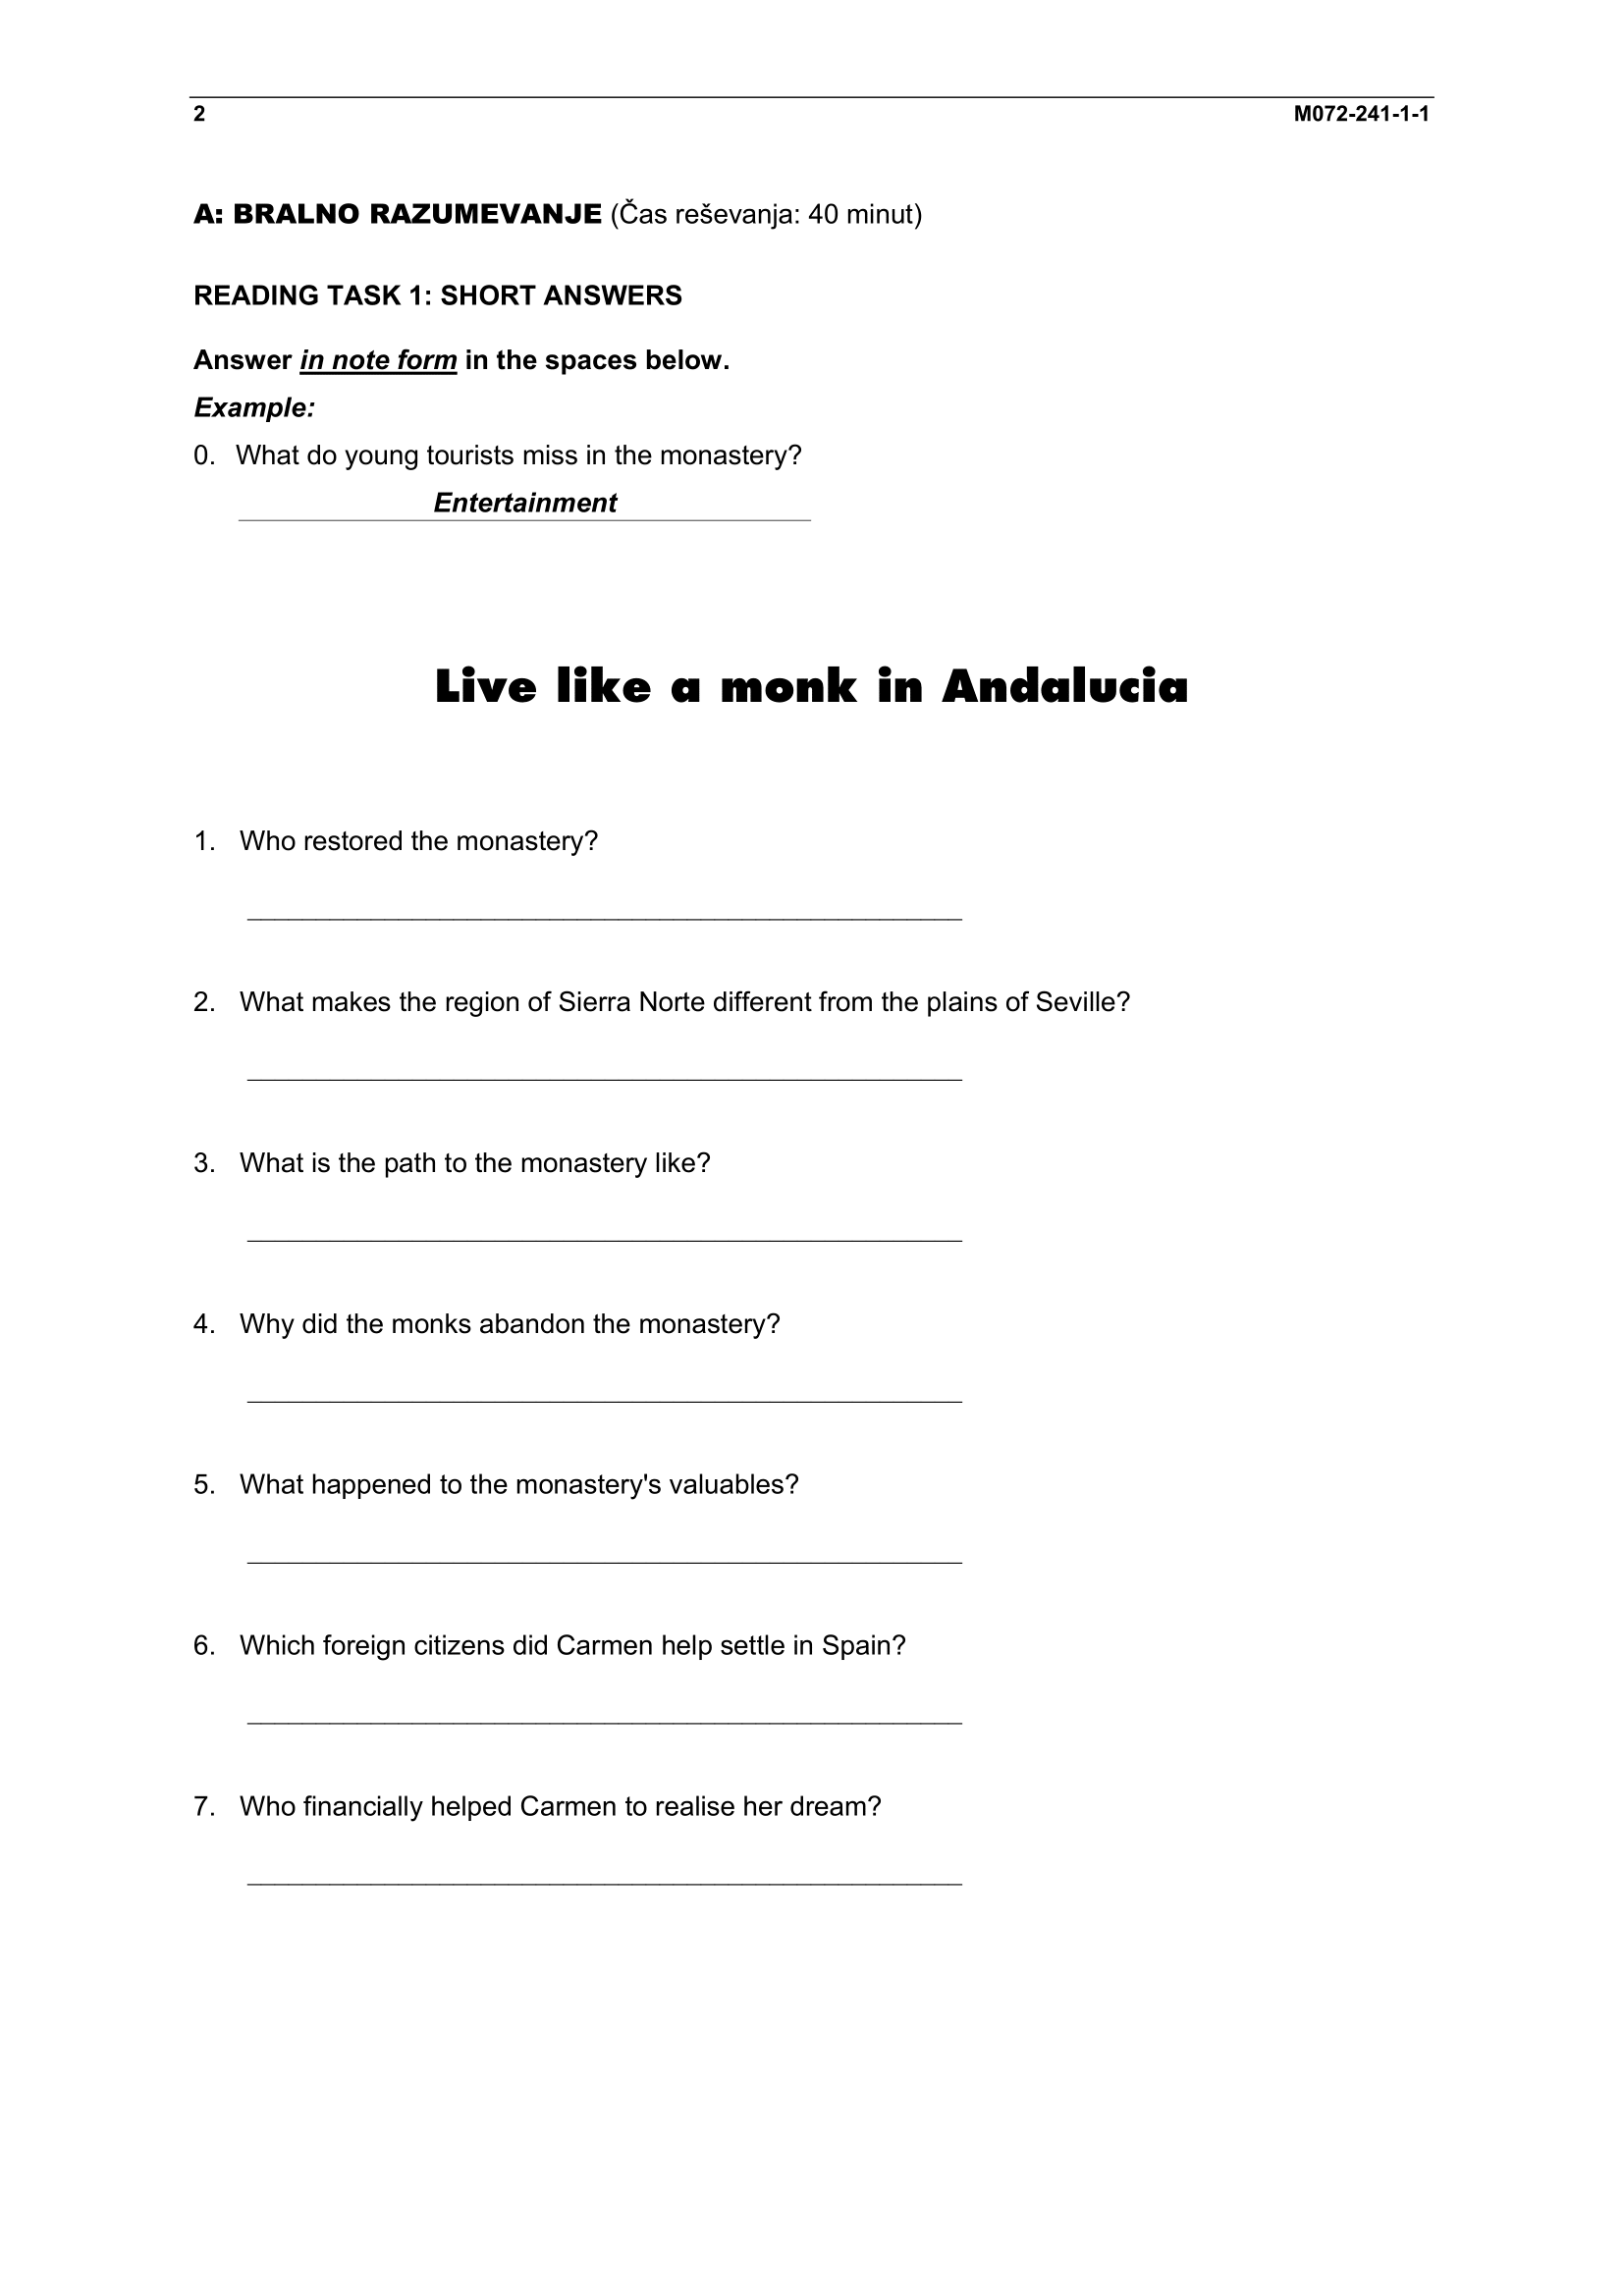 2 M072-241-1-1
A: BRALNO RAZUMEVANJE (Čas reševanja: 40 minut)
READING TASK 1: SHORT ANSWERS
Answer in note form in the spaces below.
Example:
0. What do young tourists miss in the monastery?
Entertainment
Live like a monk in Andalucia
1. Who restored the monastery?
2. What makes the region of Sierra Norte different from the plains of Seville?
3. What is the path to the monastery like?
4. Why did the monks abandon the monastery?
5. What happened to the monastery's valuables?
6. Which foreign citizens did Carmen help settle in Spain?
7. Who financially helped Carmen to realise her dream?